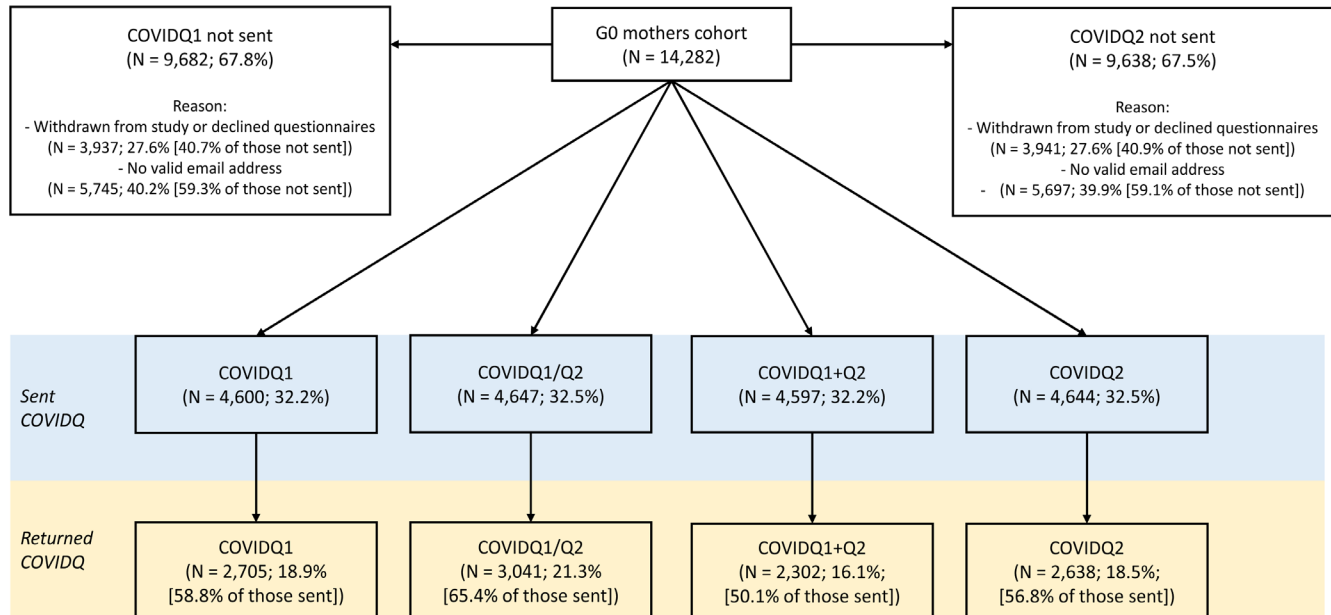 COVIDQ1 not sent
(N = 9,682; 67.8%)
Reason:
- Withdrawn from study or declined questionnaires
(N = 3,937; 27.6% [40.7% of those not sent])
- No valid email address
(N = 5,745; 40.2% [59.3% of those not sent])
G0 mothers cohort
(N = 14,282)
COVIDQ2 not sent
(N = 9,638; 67.5%)
Reason:
- Withdrawn from study or declined questionnaires
(N = 3,941; 27.6% [40.9% of those not sent])
- No valid email address
- (N = 5,697; 39.9% [59.1% of those not sent])
Sent
COVIDQ
COVIDQ1
(N = 4,600; 32.2%)
COVIDQ1/Q2
(N = 4,647; 32.5%)
COVIDQ1+Q2
(N = 4,597; 32.2%)
COVIDQ2
(N = 4,644; 32.5%)
Returned
COVIDQ
COVIDQ1
(N = 2,705; 18.9%
[58.8% of those sent])
COVIDQ1/Q2
(N = 3,041; 21.3%
[65.4% of those sent])
COVIDQ1+Q2
(N = 2,302; 16.1%;
[50.1% of those sent])
COVIDQ2
(N = 2,638; 18.5%;
[56.8% of those sent])